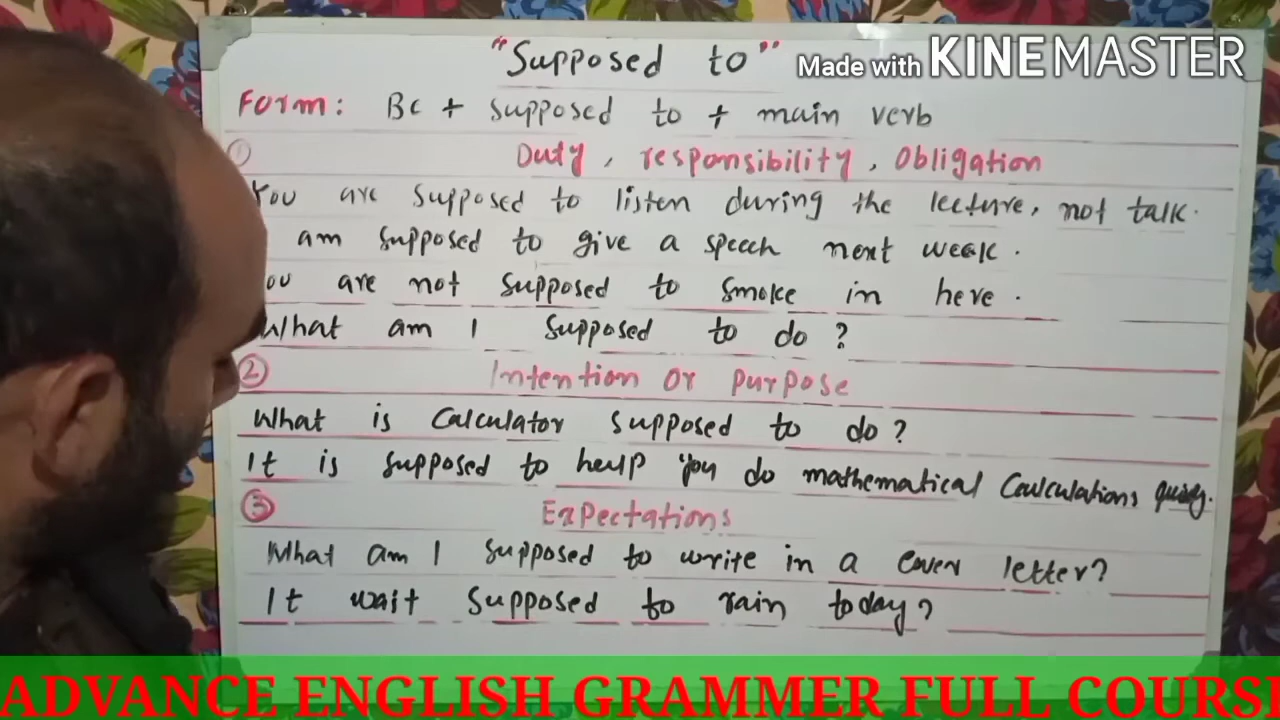 "Supposed to"
Made with KINEMASTER
Form: Be + supposed to + main verb
① Duty, responsibility, Obligation
You are supposed to listen during the lecture, not talk.
am supposed to give a speech next weak.
ou are not supposed to smoke in here.
What am I supposed to do?
② Intention or purpose
What is Calculator supposed to do?
It is supposed to help you do mathematical Calculations
③ Expectations
What am I supposed to write in a cover letter?
It wait supposed to rain today?
ADVANCE ENGLISH GRAMMER FULL COURSE